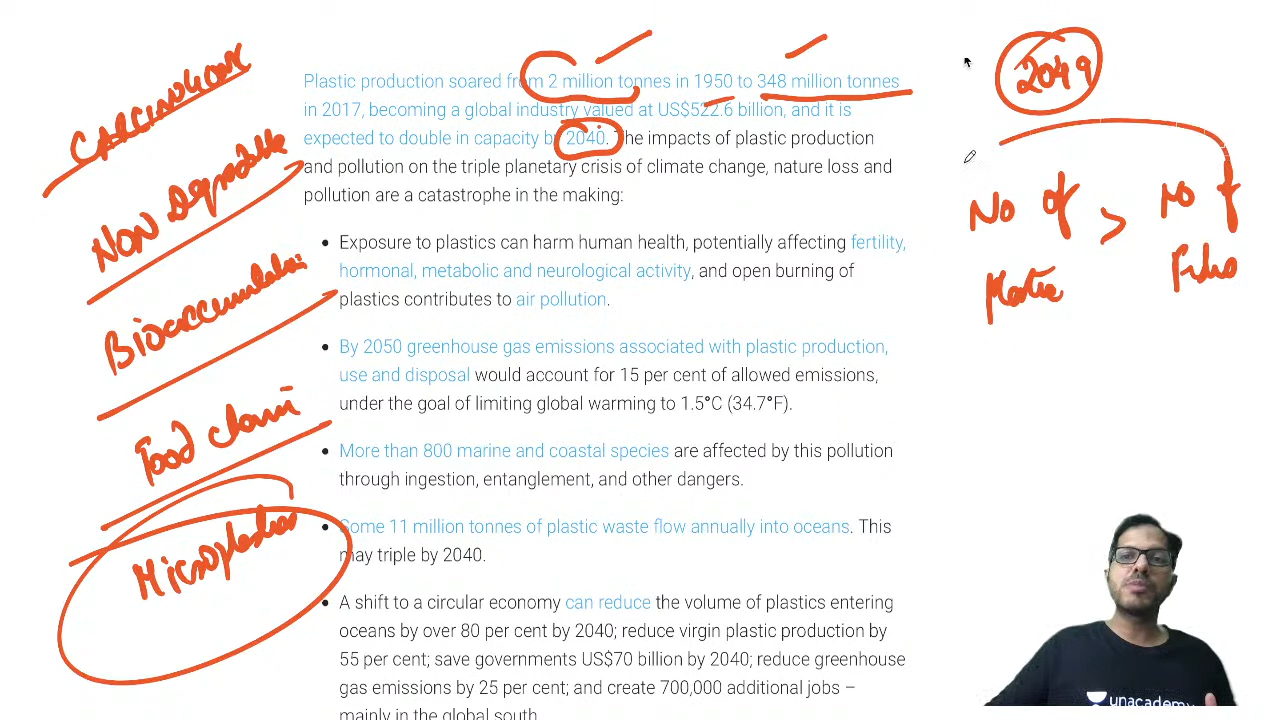 CARCINOGENIC
NON Degradable
Bioaccumulation
Food chain
Microplastics
Plastic production soared from 2 million tonnes in 1950 to 348 million tonnes
in 2017, becoming a global industry valued at US$522.6 billion, and it is
expected to double in capacity by 2040. The impacts of plastic production
and pollution on the triple planetary crisis of climate change, nature loss and
pollution are a catastrophe in the making:
• Exposure to plastics can harm human health, potentially affecting fertility,
hormonal, metabolic and neurological activity, and open burning of
plastics contributes to air pollution.
• By 2050 greenhouse gas emissions associated with plastic production,
use and disposal would account for 15 per cent of allowed emissions,
under the goal of limiting global warming to 1.5°C (34.7°F).
• More than 800 marine and coastal species are affected by this pollution
through ingestion, entanglement, and other dangers.
• Some 11 million tonnes of plastic waste flow annually into oceans. This
may triple by 2040.
• A shift to a circular economy can reduce the volume of plastics entering
oceans by over 80 per cent by 2040; reduce virgin plastic production by
55 per cent; save governments US$70 billion by 2040; reduce greenhouse
gas emissions by 25 per cent; and create 700,000 additional jobs –
mainly in the global south.
2049
No of > No of
Plastic
unacademy